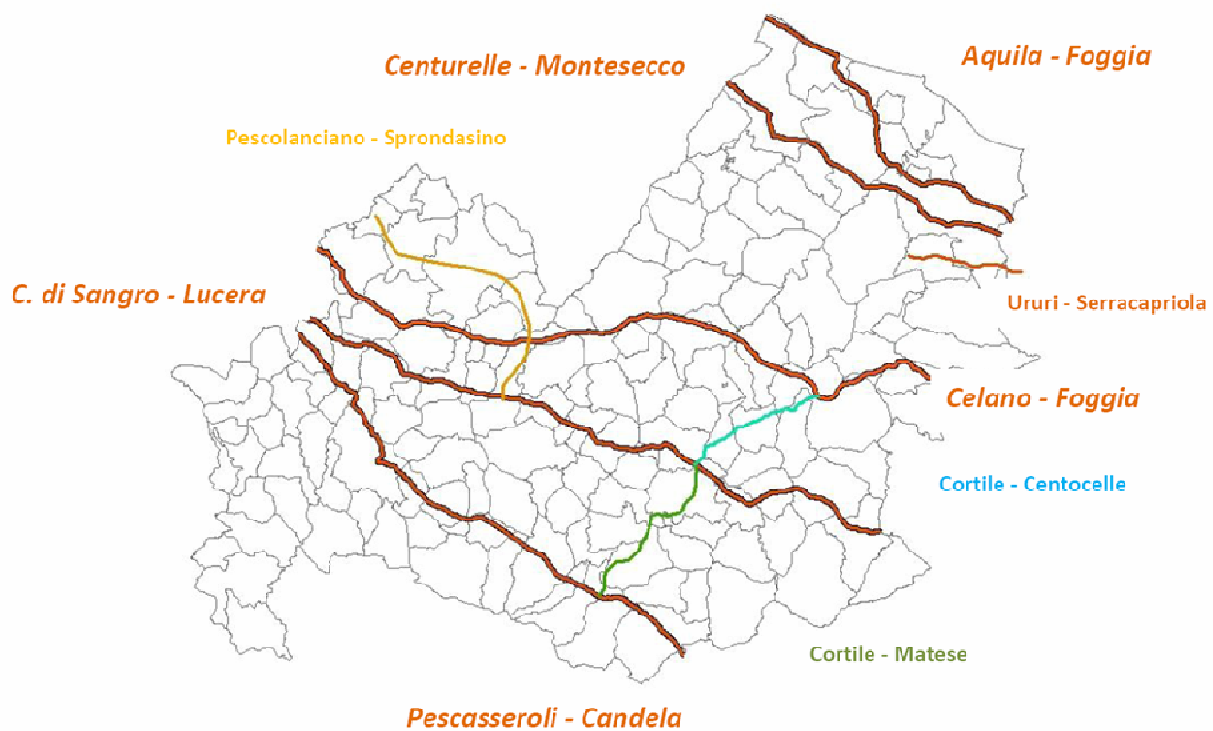 Aquila - Foggia
Centurelle - Montesecco
Pescolanciano - Sprondasino
C. di Sangro - Lucera
Ururi - Serracapriola
Celano - Foggia
Cortile - Centocelle
Cortile - Matese
Pescasseroli - Candela